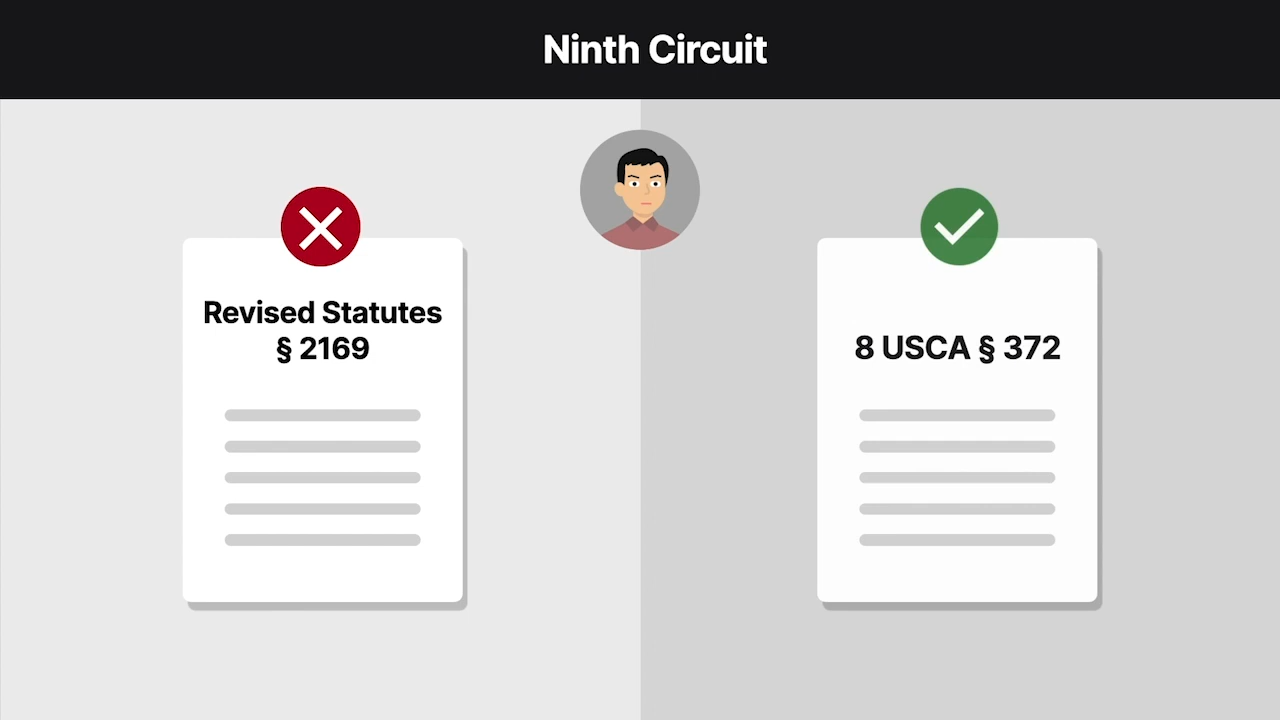 Ninth Circuit
Revised Statutes
§ 2169
8 USCA § 372